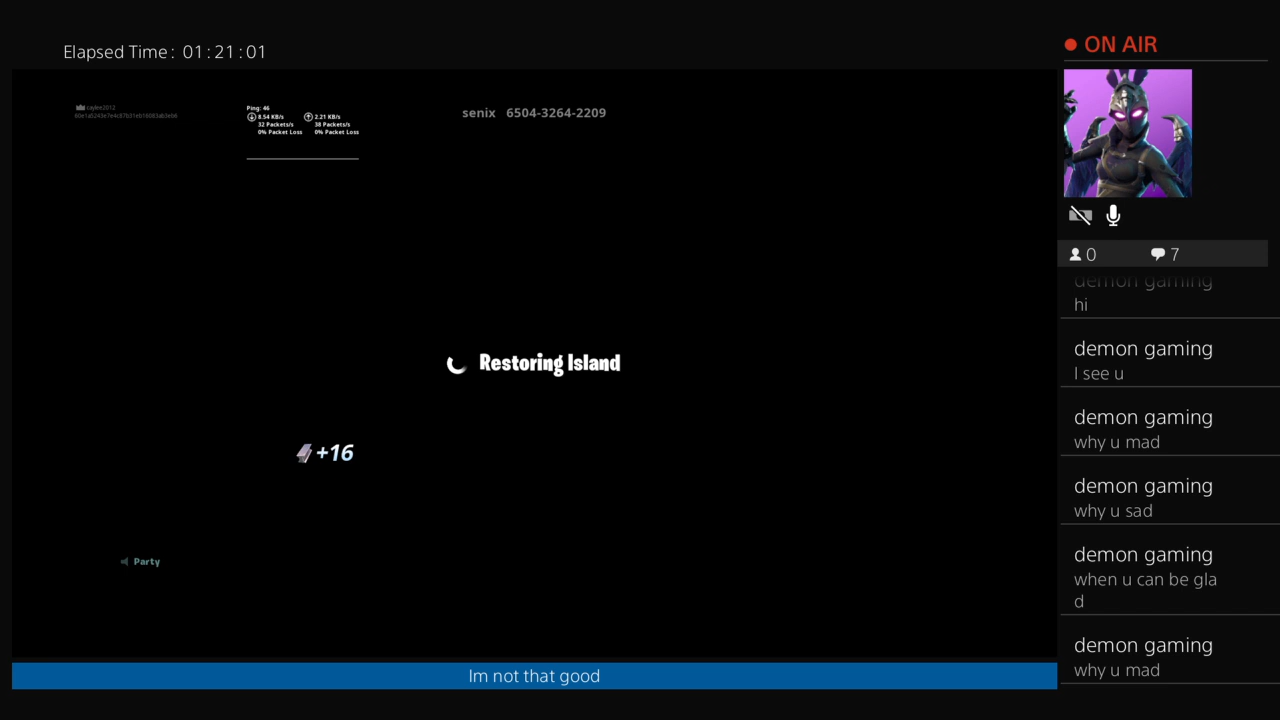 Elapsed Time: 01:21:01
ON AIR
caylee2012
Ping: 46
8.54 KB/s 2.21 KB/s
32 Packets/s 38 Packets/s
0% Packet Loss 0% Packet Loss
senix 6504-3264-2209
0 7
demon gaming
hi
demon gaming
I see u
demon gaming
why u mad
demon gaming
why u sad
demon gaming
when u can be gla
d
demon gaming
why u mad
Restoring Island
+16
Party
Im not that good